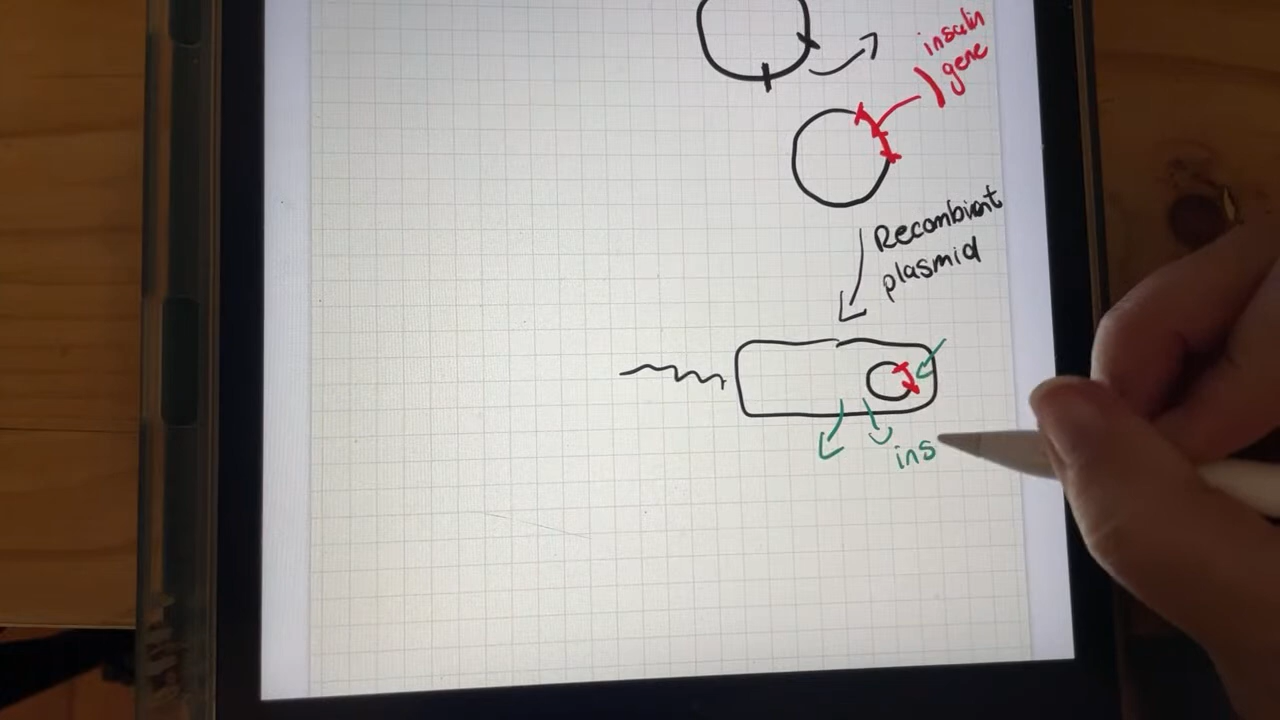 insulin
gene
Recombiant
plasmid
ins